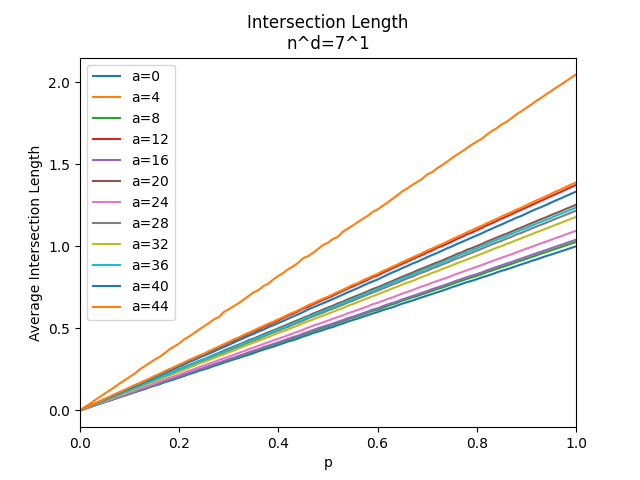 Intersection Length
n^d=7^1
Average Intersection Length
2.0
1.5
1.0
0.5
0.0
a=0
a=4
a=8
a=12
a=16
a=20
a=24
a=28
a=32
a=36
a=40
a=44
0.0 0.2 0.4 0.6 0.8 1.0
p